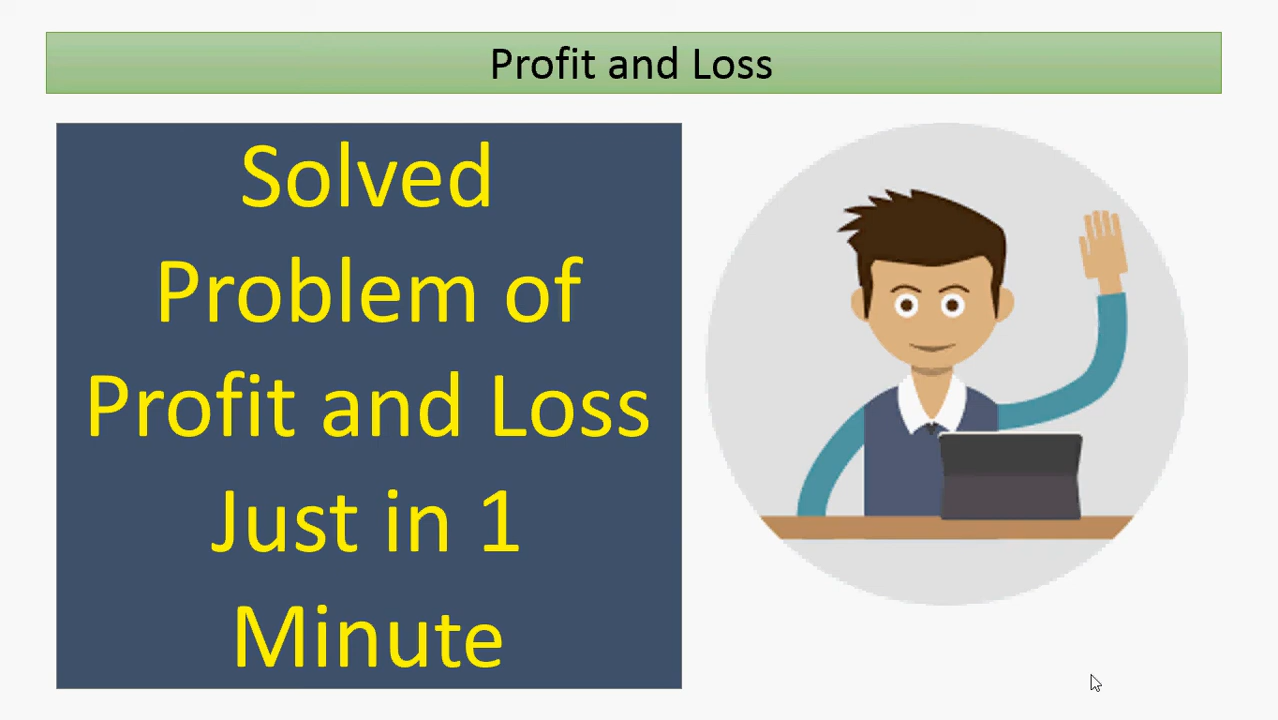 Profit and Loss
Solved
Problem of
Profit and Loss
Just in 1
Minute